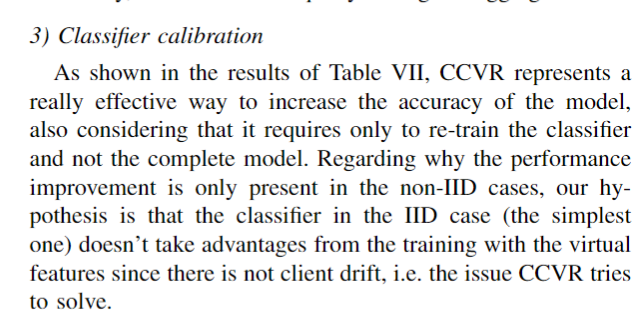 3) Classifier calibration
As shown in the results of Table VII, CCVR represents a
really effective way to increase the accuracy of the model,
also considering that it requires only to re-train the classifier
and not the complete model. Regarding why the performance
improvement is only present in the non-IID cases, our hy-
pothesis is that the classifier in the IID case (the simplest
one) doesn't take advantages from the training with the virtual
features since there is not client drift, i.e. the issue CCVR tries
to solve.